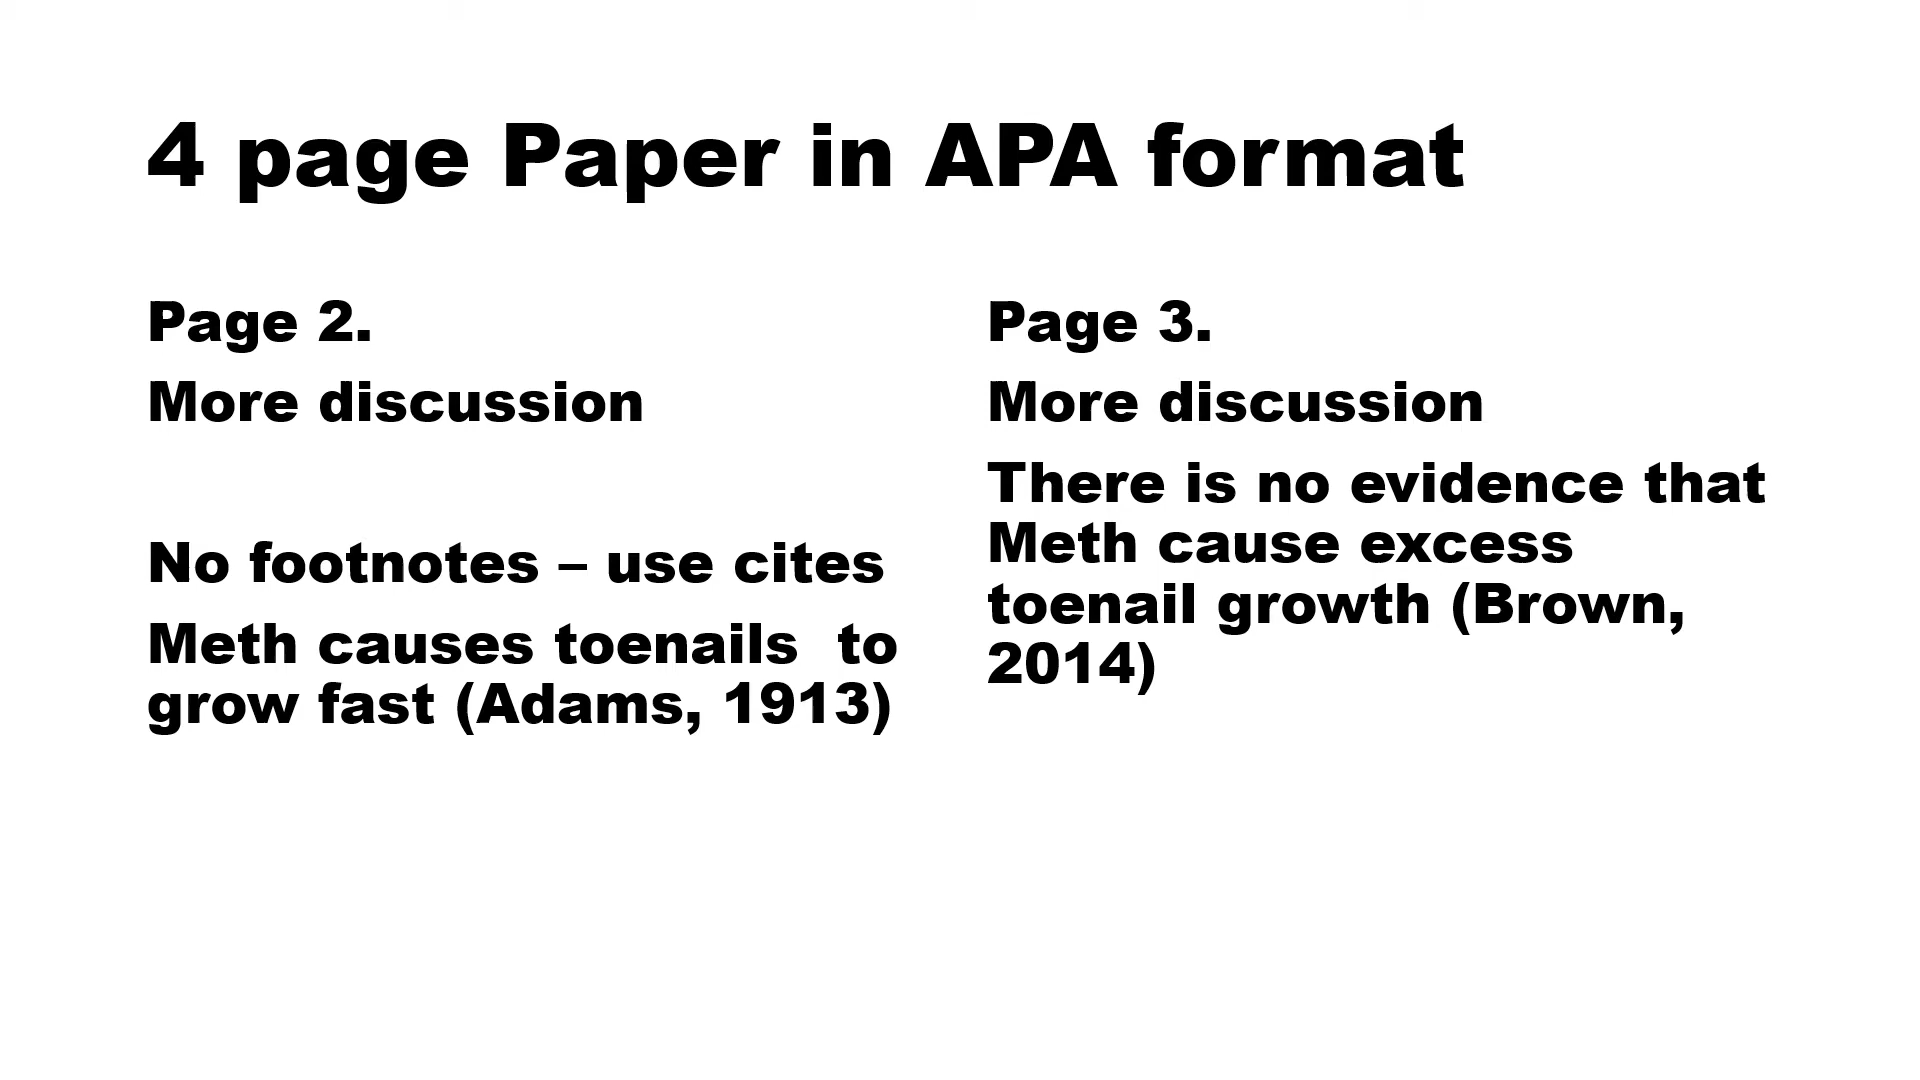 4 page Paper in APA format
Page 2.
More discussion
No footnotes – use cites
Meth causes toenails  to
grow fast (Adams, 1913)
Page 3.
More discussion
There is no evidence that
Meth cause excess
toenail growth (Brown,
2014)